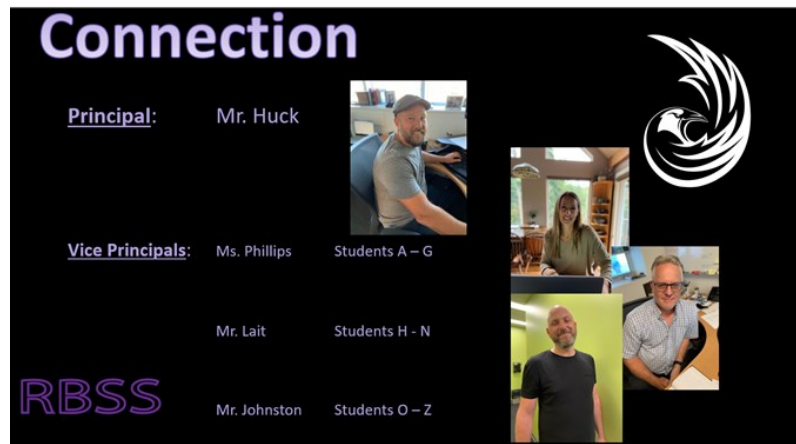 Connection
Principal: Mr. Huck
Vice Principals: Ms. Phillips Students A – G
Mr. Lait Students H - N
Mr. Johnston Students O – Z
RBSS